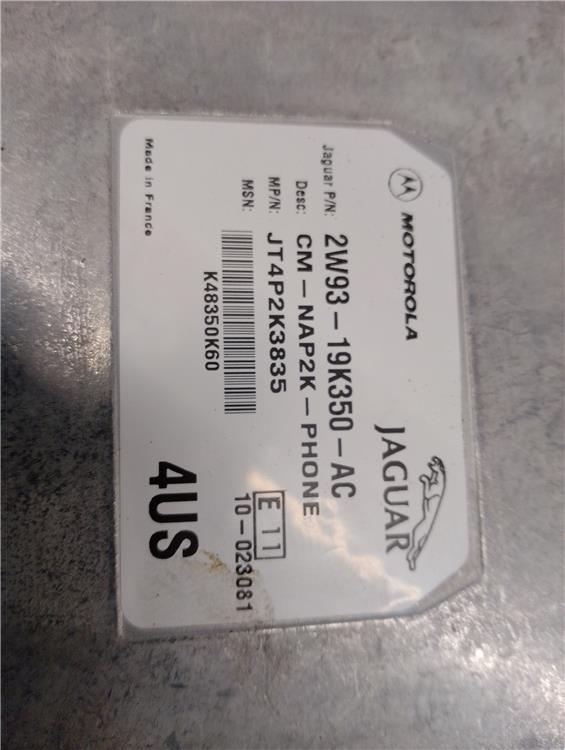 MOTOROLA
JAGUAR
Jaguar P/N: 2W93-19K350-AC
Desc: CM-NAP2K-PHONE
MP/N: JT4P2K3835
MSN:
K48350K60
E 11
10-023081
4US
Made in France